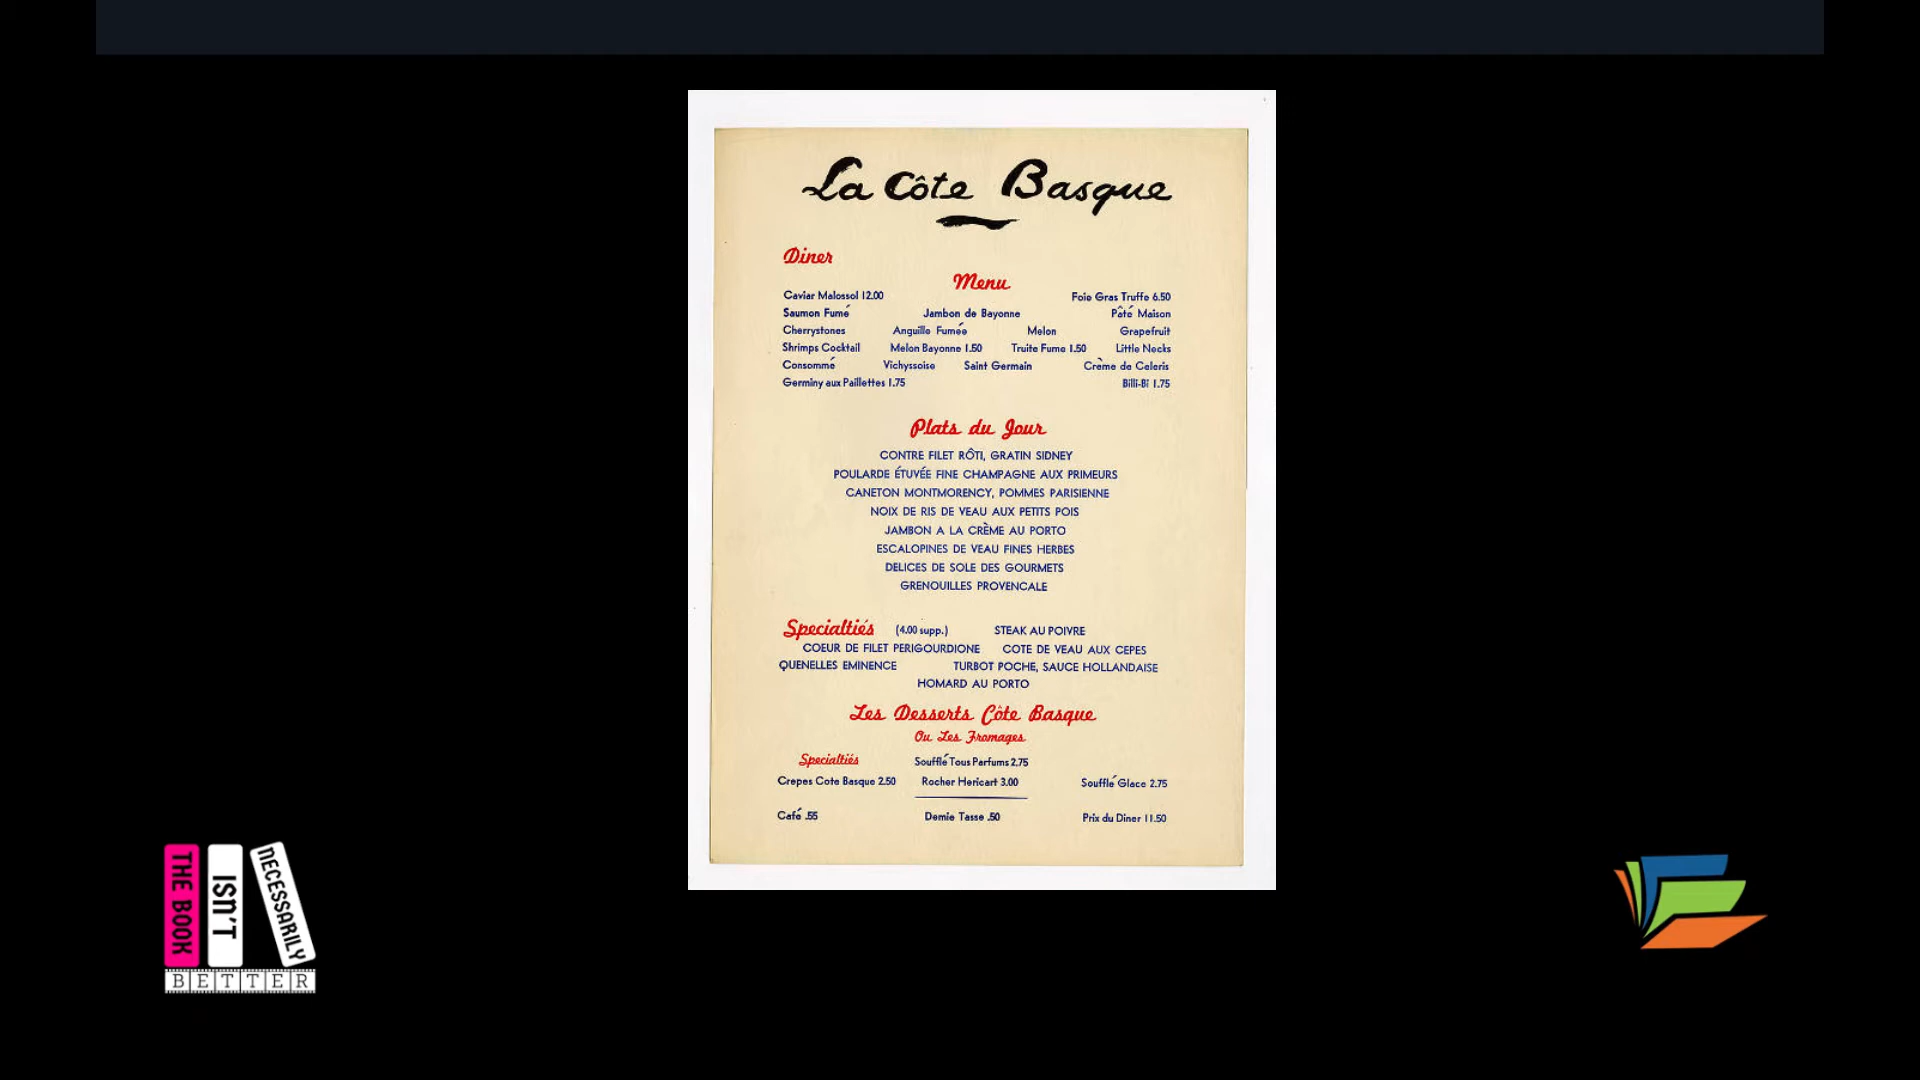 La Côte Basque
Diner
Menu
Caviar Malossol 12.00 Foie Gras Truffe 6.50
Saumon Fumé Jambon de Bayonne Pâté Maison
Cherrystones Anguille Fumée Melon Grapefruit
Shrimps Cocktail Melon Bayonne 1.50 Truite Fume 1.50 Little Necks
Consommé Vichyssoise Saint Germain Crème de Celeris
Germiny aux Paillettes 1.75 Billi-Bi 1.75
Plats du Jour
CONTRE FILET RÔTI, GRATIN SIDNEY
POULARDE ÉTUVÉE FINE CHAMPAGNE AUX PRIMEURS
CANETON MONTMORENCY, POMMES PARISIENNE
NOIX DE RIS DE VEAU AUX PETITS POIS
JAMBON A LA CRÈME AU PORTO
ESCALOPINES DE VEAU FINES HERBES
DELICES DE SOLE DES GOURMETS
GRENOUILLES PROVENCALE
Specialtiés (4.00 supp.) STEAK AU POIVRE
COEUR DE FILET PERIGOURDIONE COTE DE VEAU AUX CEPES
QUENELLES EMINENCE TURBOT POCHE, SAUCE HOLLANDAISE
HOMARD AU PORTO
Les Desserts Côte Basque
Ou Les Fromages
Specialtiés Soufflé Tous Parfums 2.75
Crepes Cote Basque 2.50 Rocher Hericart 3.00 Soufflé Glace 2.75
Café .55 Demie Tasse .50 Prix du Diner 11.50
THE BOOK
ISN'T
NECESSARILY
BETTER